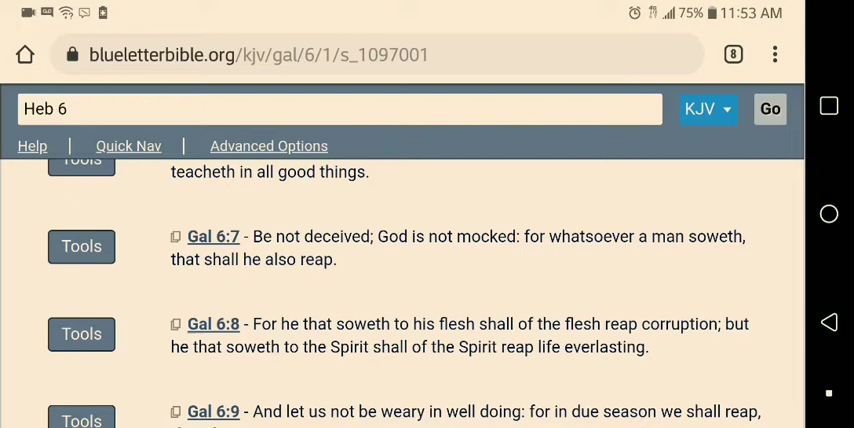 75% 11:53 AM
blueletterbible.org/kjv/gal/6/1/s_1097001 8
Heb 6 KJV Go
Help | Quick Nav | Advanced Options
Tools
teacheth in all good things.
Tools Gal 6:7 - Be not deceived; God is not mocked: for whatsoever a man soweth,
that shall he also reap.
Tools Gal 6:8 - For he that soweth to his flesh shall of the flesh reap corruption; but
he that soweth to the Spirit shall of the Spirit reap life everlasting.
Tools Gal 6:9 - And let us not be weary in well doing: for in due season we shall reap,